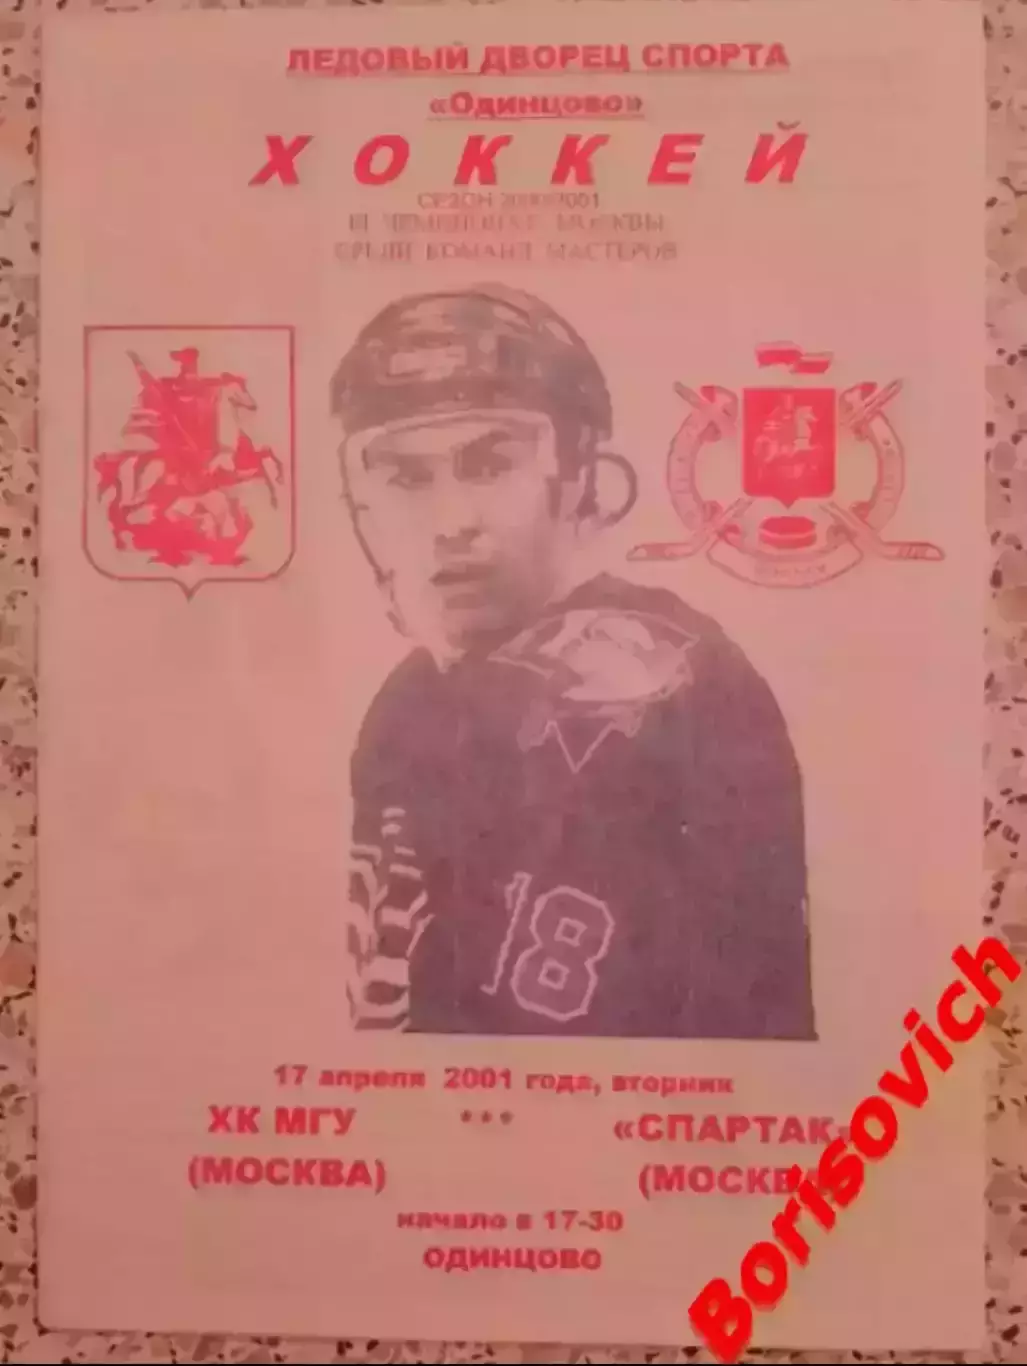 ЛЕДОВЫЙ ДВОРЕЦ СПОРТА
«Одинцово»
ХОККЕЙ
СЕЗОН 2000/2001
III ЧЕМПИОНАТ МОСКВЫ
СРЕДИ КОМАНД МАСТЕРОВ
18
17 апреля 2001 года, вторник
ХК МГУ *** «СПАРТАК»
(МОСКВА) (МОСКВА)
начало в 17-30
ОДИНЦОВО
Borisovich